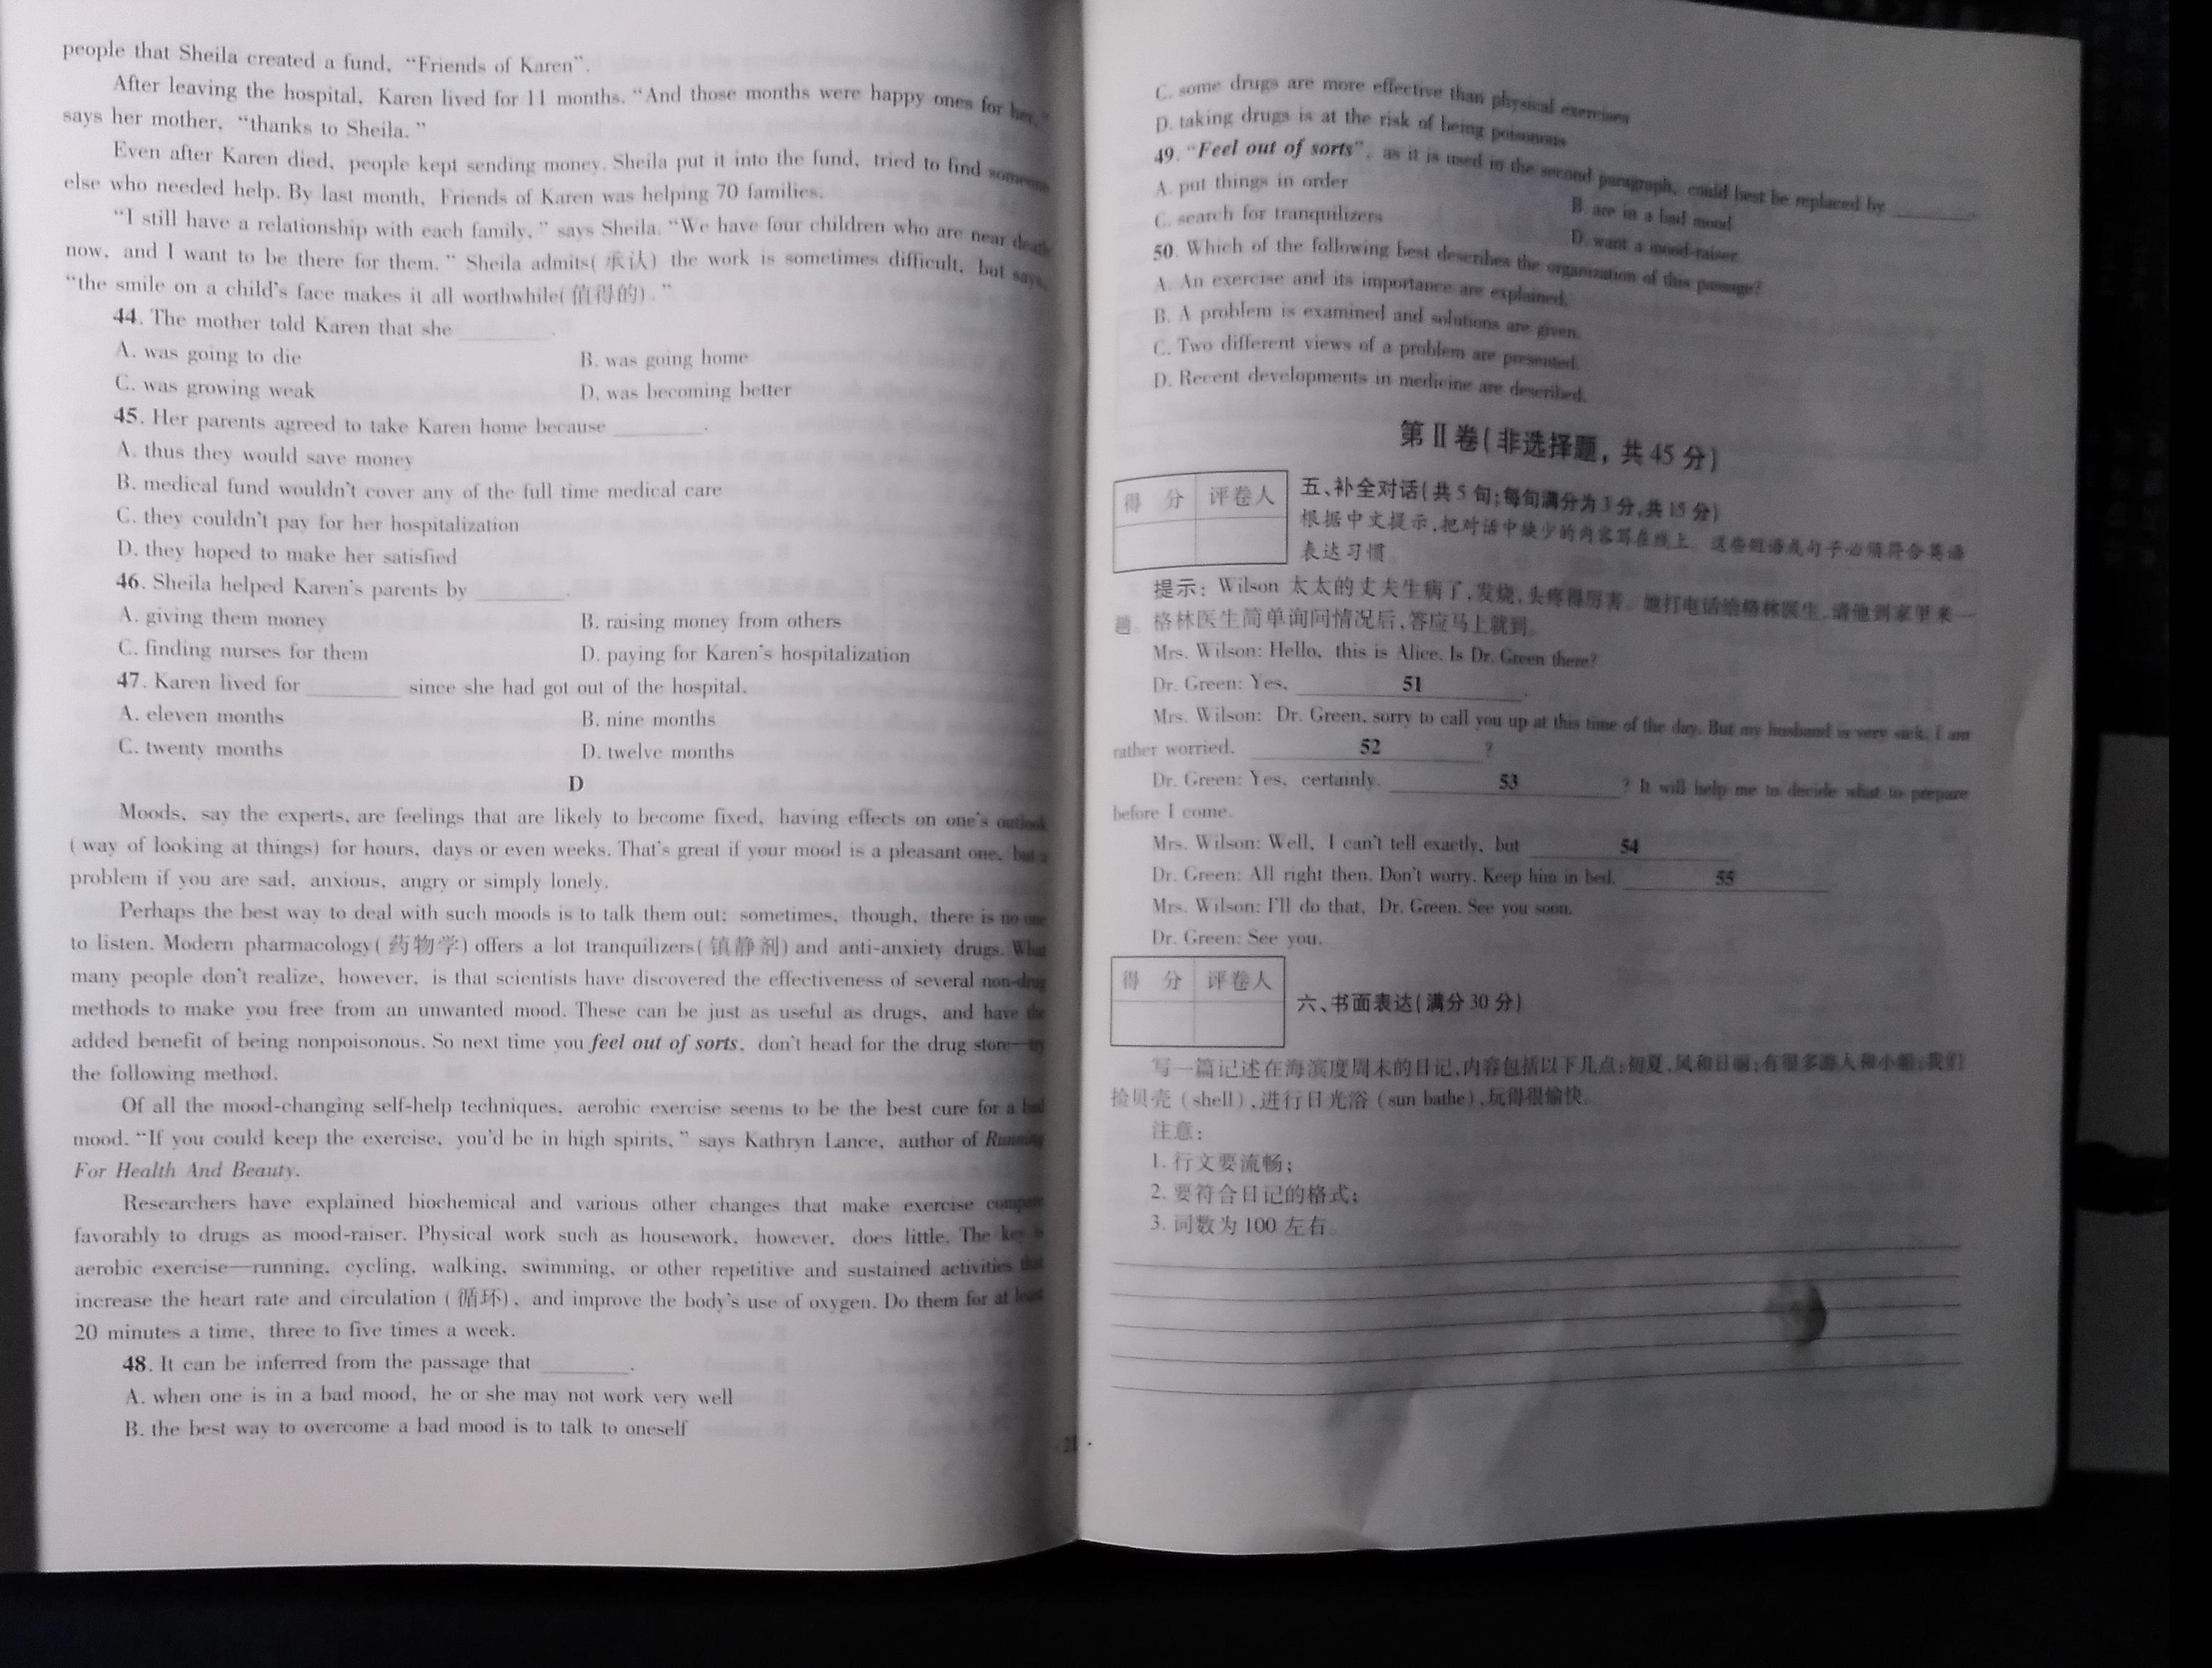 people that Sheila created a fund, “Friends of Karen”.
After leaving the hospital, Karen lived for 11 months. “And those months were happy ones for her,”
says her mother, “thanks to Sheila.”
Even after Karen died, people kept sending money. Sheila put it into the fund, tried to find someone
else who needed help. By last month, Friends of Karen was helping 70 families.
“I still have a relationship with each family,” says Sheila. “We have four children who are near death
now, and I want to be there for them.” Sheila admits(承认) the work is sometimes difficult, but says,
“the smile on a child's face makes it all worthwhile(值得的).”
44. The mother told Karen that she ________.
A. was going to die B. was going home
C. was growing weak D. was becoming better
45. Her parents agreed to take Karen home because ________.
A. thus they would save money
B. medical fund wouldn't cover any of the full time medical care
C. they couldn't pay for her hospitalization
D. they hoped to make her satisfied
46. Sheila helped Karen's parents by ________.
A. giving them money B. raising money from others
C. finding nurses for them D. paying for Karen's hospitalization
47. Karen lived for ________ since she had got out of the hospital.
A. eleven months B. nine months
C. twenty months D. twelve months
D
Moods, say the experts, are feelings that are likely to become fixed, having effects on one's outlook
(way of looking at things) for hours, days or even weeks. That's great if your mood is a pleasant one, but a
problem if you are sad, anxious, angry or simply lonely.
Perhaps the best way to deal with such moods is to talk them out; sometimes, though, there is no one
to listen. Modern pharmacology(药物学) offers a lot tranquilizers(镇静剂) and anti-anxiety drugs. What
many people don't realize, however, is that scientists have discovered the effectiveness of several non-drug
methods to make you free from an unwanted mood. These can be just as useful as drugs, and have the
added benefit of being nonpoisonous. So next time you feel out of sorts, don't head for the drug store—try
the following method.
Of all the mood-changing self-help techniques, aerobic exercise seems to be the best cure for a bad
mood. “If you could keep the exercise, you'd be in high spirits,” says Kathryn Lance, author of Running
For Health And Beauty.
Researchers have explained biochemical and various other changes that make exercise compare
favorably to drugs as mood-raiser. Physical work such as housework, however, does little. The key is
aerobic exercise—running, cycling, walking, swimming, or other repetitive and sustained activities that
increase the heart rate and circulation (循环), and improve the body's use of oxygen. Do them for at least
20 minutes a time, three to five times a week.
48. It can be inferred from the passage that ________.
A. when one is in a bad mood, he or she may not work very well
B. the best way to overcome a bad mood is to talk to oneself
C. some drugs are more effective than physical exercises
D. taking drugs is at the risk of being poisonous
49. “Feel out of sorts”, as it is used in the second paragraph, could best be replaced by ________.
A. put things in order B. are in a bad mood
C. search for tranquilizers D. want a mood-raiser
50. Which of the following best describes the organization of this passage?
A. An exercise and its importance are explained.
B. A problem is examined and solutions are given.
C. Two different views of a problem are presented.
D. Recent developments in medicine are described.
第Ⅱ卷(非选择题，共45分)
得 分 评卷人
五、补全对话(共5句;每句满分为3分,共15分)
根据中文提示,把对话中缺少的内容写在线上。这些短语或句子必须符合英语
表达习惯。
提示: Wilson 太太的丈夫生病了,发烧,头疼得厉害。她打电话给格林医生,请他到家里来一
趟。格林医生简单询问情况后,答应马上就到。
Mrs. Wilson: Hello, this is Alice. Is Dr. Green there?
Dr. Green: Yes, ____51____.
Mrs. Wilson: Dr. Green, sorry to call you up at this time of the day. But my husband is very sick, I am
rather worried. ____52____?
Dr. Green: Yes, certainly. ____53____? It will help me to decide what to prepare
before I come.
Mrs. Wilson: Well, I can't tell exactly, but ____54____
Dr. Green: All right then. Don't worry. Keep him in bed. ____55____
Mrs. Wilson: I'll do that, Dr. Green. See you soon.
Dr. Green: See you.
得 分 评卷人
六、书面表达(满分30分)
写一篇记述在海滨度周末的日记,内容包括以下几点:初夏,风和日丽;有很多游人和小船;我们
捡贝壳 (shell),进行日光浴 (sun bathe),玩得很愉快。
注意:
1. 行文要流畅;
2. 要符合日记的格式;
3. 词数为100左右。